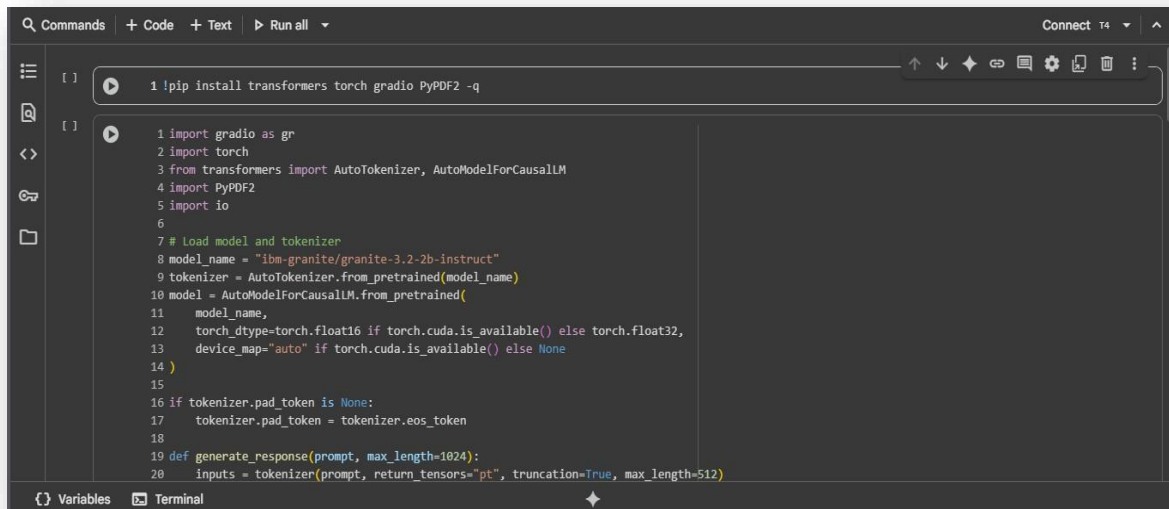 Commands + Code + Text Run all Connect T4
[ ]
1 !pip install transformers torch gradio PyPDF2 -q
[ ]
1 import gradio as gr
2 import torch
3 from transformers import AutoTokenizer, AutoModelForCausalLM
4 import PyPDF2
5 import io
6
7 # Load model and tokenizer
8 model_name = "ibm-granite/granite-3.2-2b-instruct"
9 tokenizer = AutoTokenizer.from_pretrained(model_name)
10 model = AutoModelForCausalLM.from_pretrained(
11     model_name,
12     torch_dtype=torch.float16 if torch.cuda.is_available() else torch.float32,
13     device_map="auto" if torch.cuda.is_available() else None
14 )
15
16 if tokenizer.pad_token is None:
17     tokenizer.pad_token = tokenizer.eos_token
18
19 def generate_response(prompt, max_length=1024):
20     inputs = tokenizer(prompt, return_tensors="pt", truncation=True, max_length=512)
{} Variables Terminal